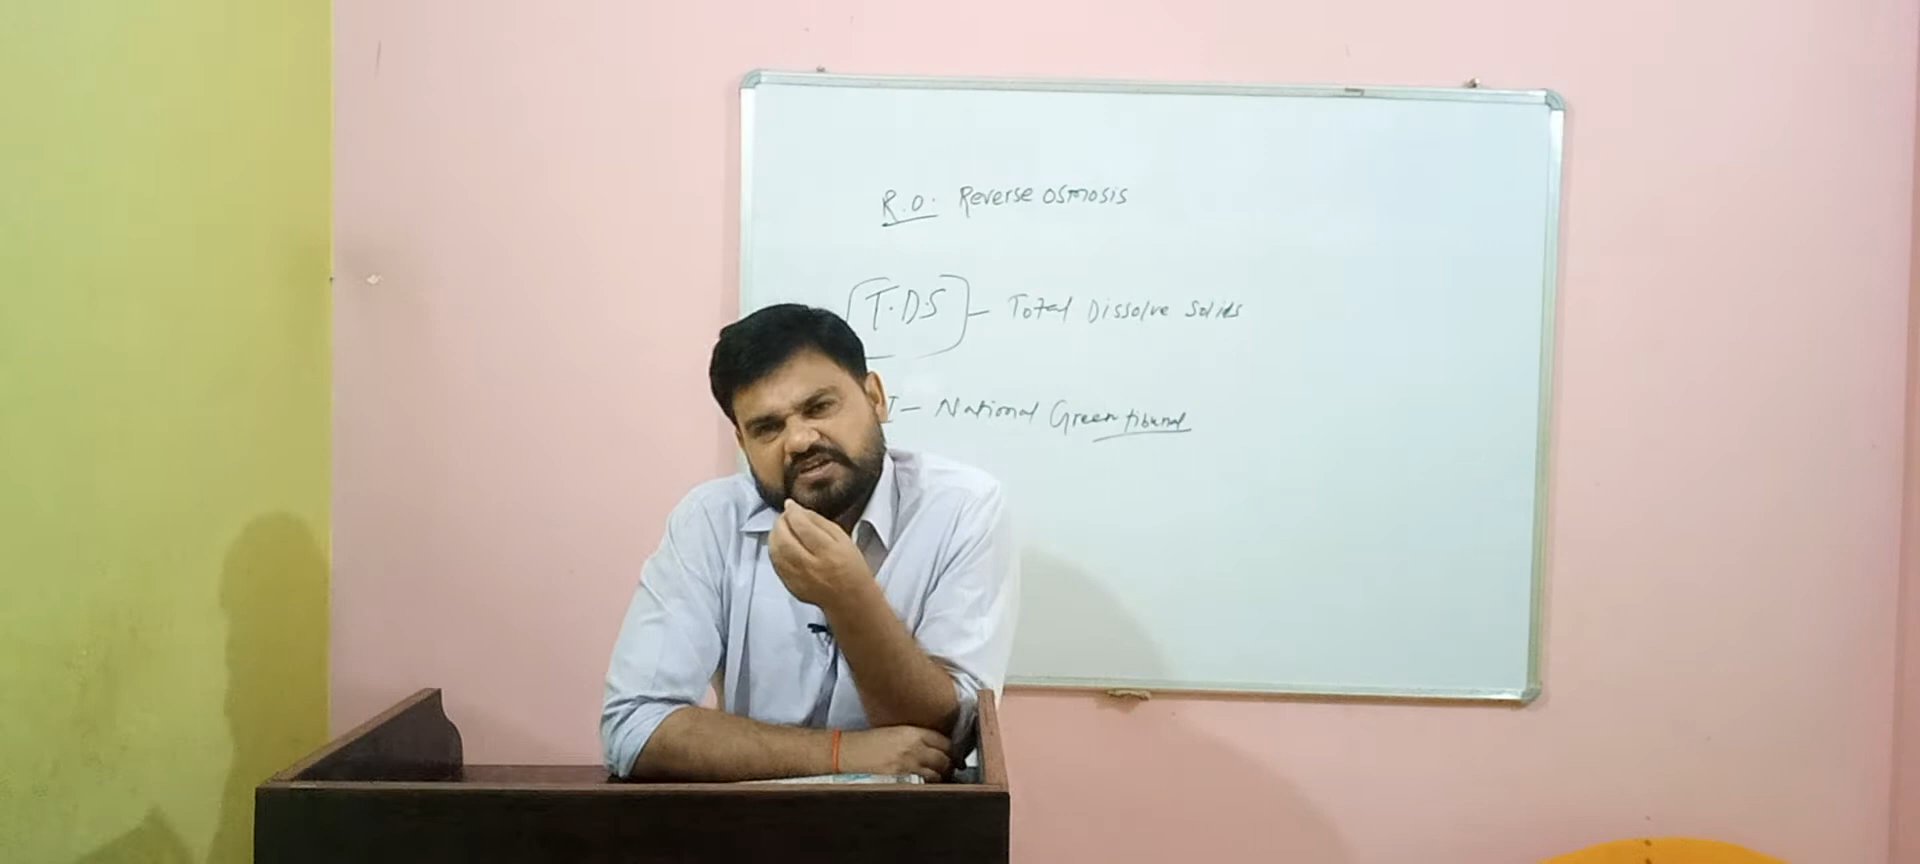 R.O. Reverse osmosis
T.D.S - Total Dissolve Solids
I - National Green tibunal